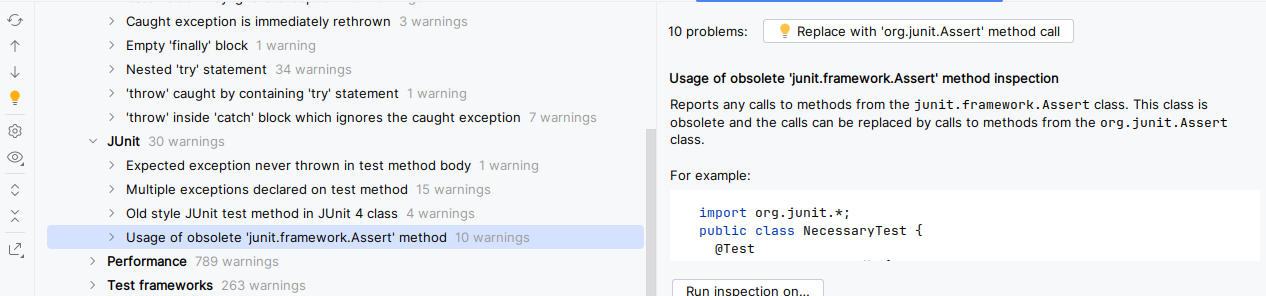 Caught exception is immediately rethrown 3 warnings
Empty 'finally' block 1 warning
Nested 'try' statement 34 warnings
'throw' caught by containing 'try' statement 1 warning
'throw' inside 'catch' block which ignores the caught exception 7 warnings
JUnit 30 warnings
Expected exception never thrown in test method body 1 warning
Multiple exceptions declared on test method 15 warnings
Old style JUnit test method in JUnit 4 class 4 warnings
Usage of obsolete 'junit.framework.Assert' method 10 warnings
Performance 789 warnings
Test frameworks 263 warnings
10 problems: Replace with 'org.junit.Assert' method call
Usage of obsolete 'junit.framework.Assert' method inspection
Reports any calls to methods from the junit.framework.Assert class. This class is
obsolete and the calls can be replaced by calls to methods from the org.junit.Assert
class.
For example:
import org.junit.*;
public class NecessaryTest {
@Test
Run inspection on...